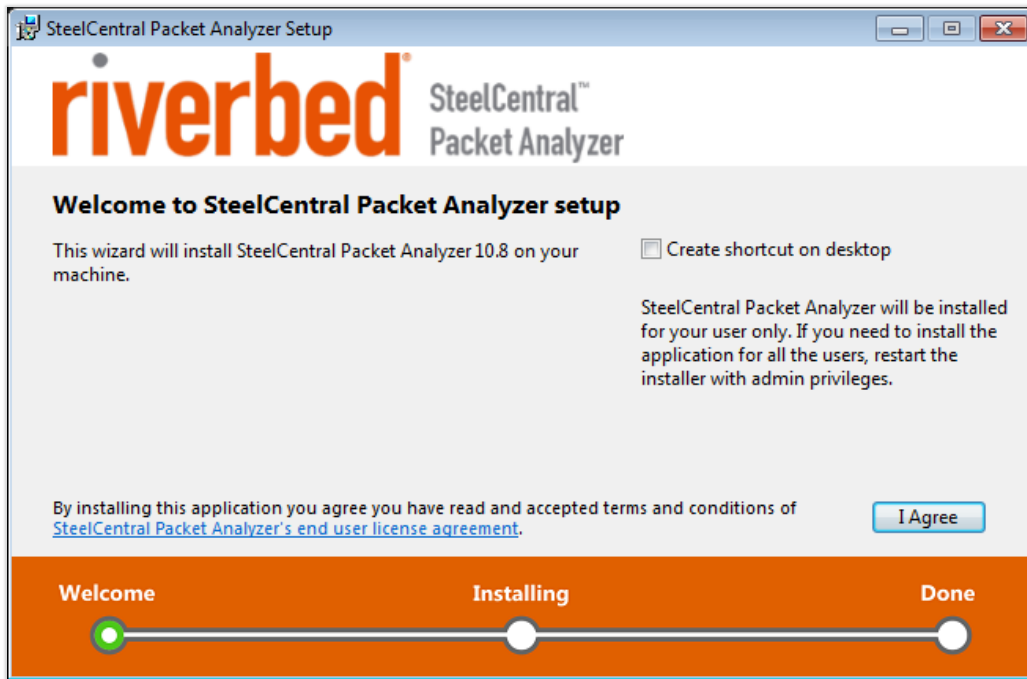 SteelCentral Packet Analyzer Setup
riverbed®
SteelCentral™
Packet Analyzer
Welcome to SteelCentral Packet Analyzer setup
This wizard will install SteelCentral Packet Analyzer 10.8 on your
machine.
Create shortcut on desktop
SteelCentral Packet Analyzer will be installed
for your user only. If you need to install the
application for all the users, restart the
installer with admin privileges.
By installing this application you agree you have read and accepted terms and conditions of
SteelCentral Packet Analyzer's end user license agreement.
I Agree
Welcome
Installing
Done